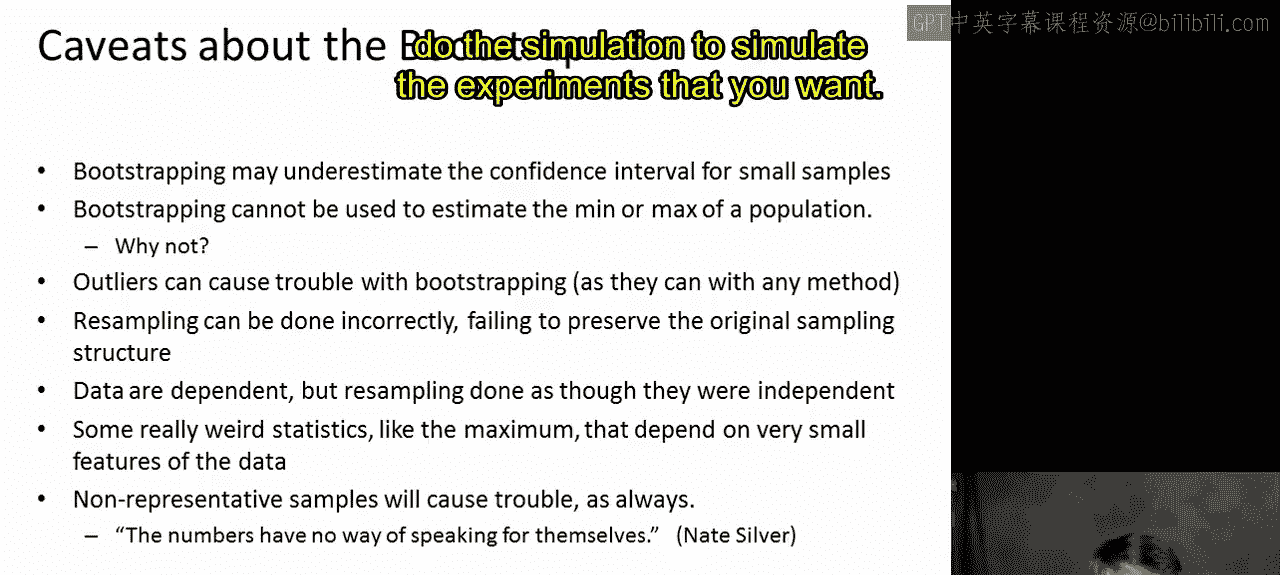 GPT中英字幕课程资源@bilibili.com
Caveats about the
do the simulation to simulate
the experiments that you want.
• Bootstrapping may underestimate the confidence interval for small samples
• Bootstrapping cannot be used to estimate the min or max of a population.
– Why not?
• Outliers can cause trouble with bootstrapping (as they can with any method)
• Resampling can be done incorrectly, failing to preserve the original sampling
structure
• Data are dependent, but resampling done as though they were independent
• Some really weird statistics, like the maximum, that depend on very small
features of the data
• Non-representative samples will cause trouble, as always.
– “The numbers have no way of speaking for themselves.” (Nate Silver)